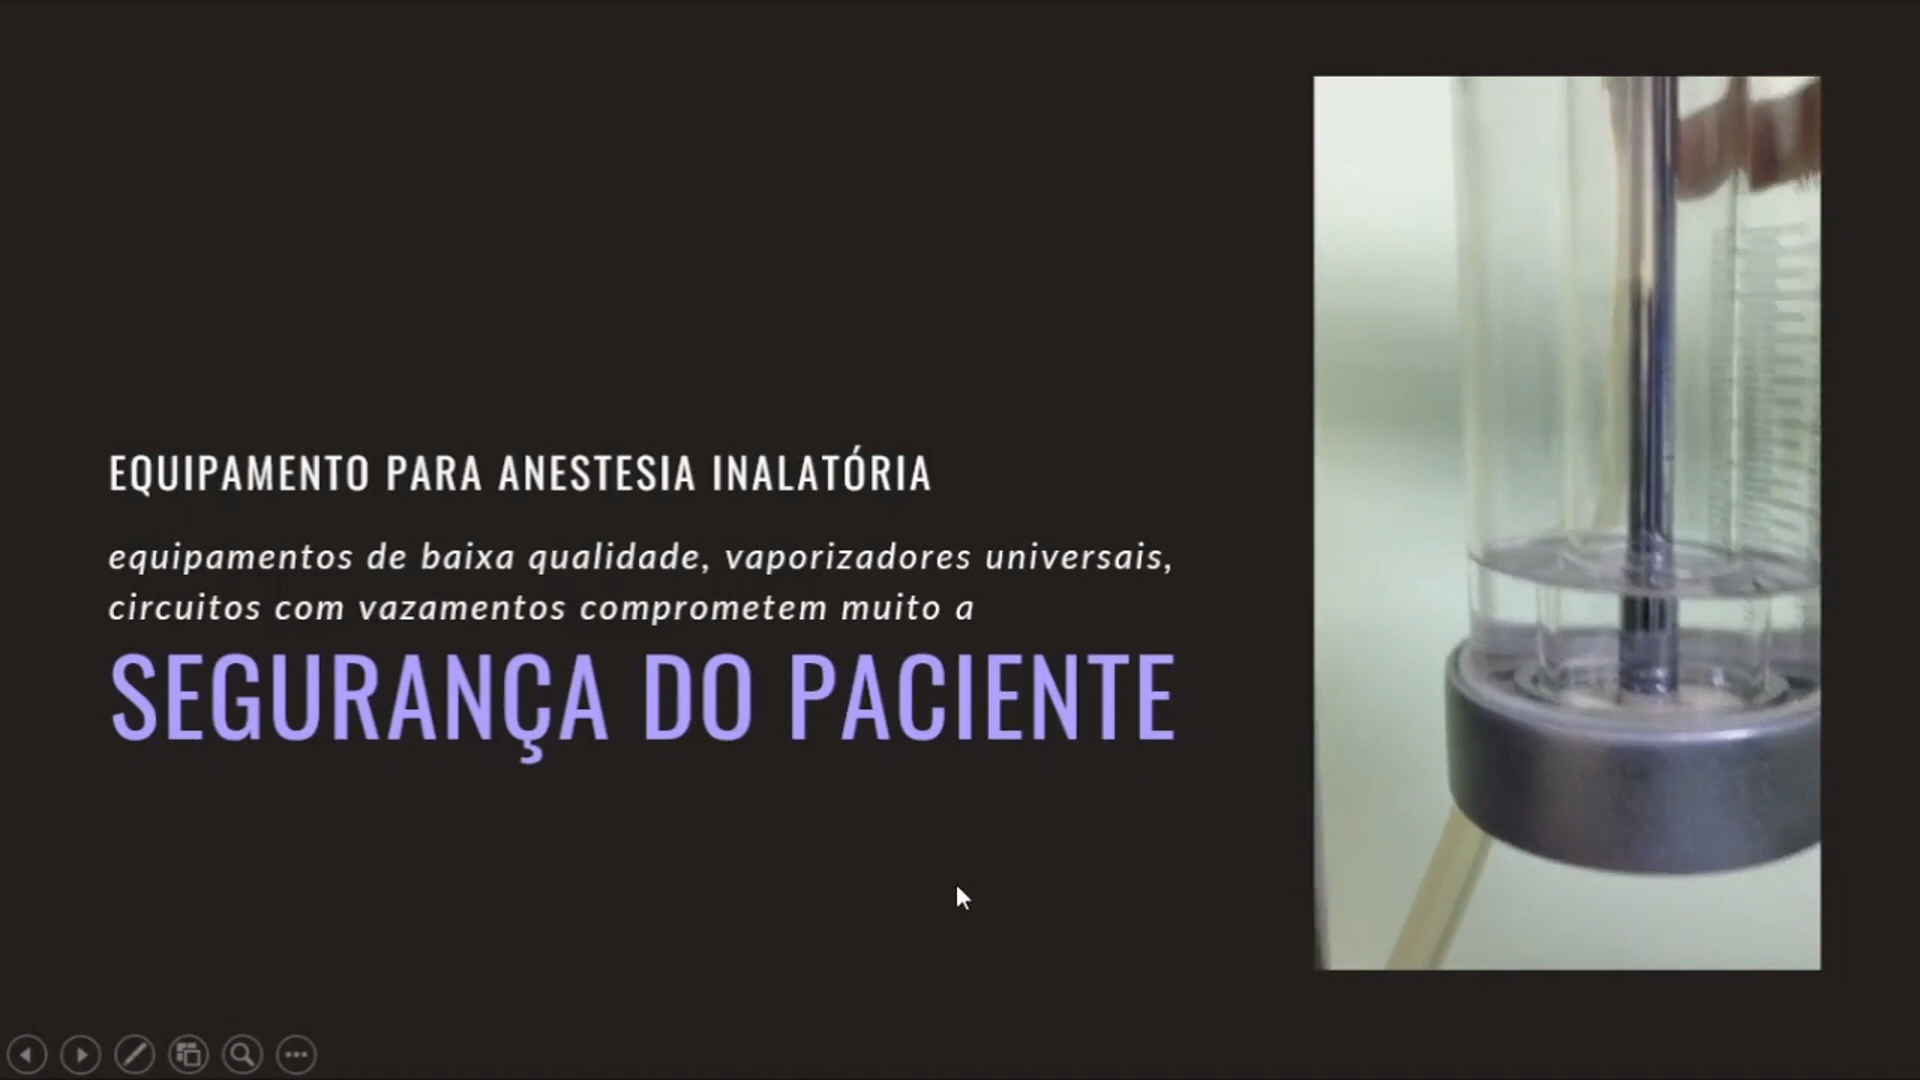 EQUIPAMENTO PARA ANESTESIA INALATÓRIA
equipamentos de baixa qualidade, vaporizadores universais,
circuitos com vazamentos comprometem muito a
SEGURANÇA DO PACIENTE